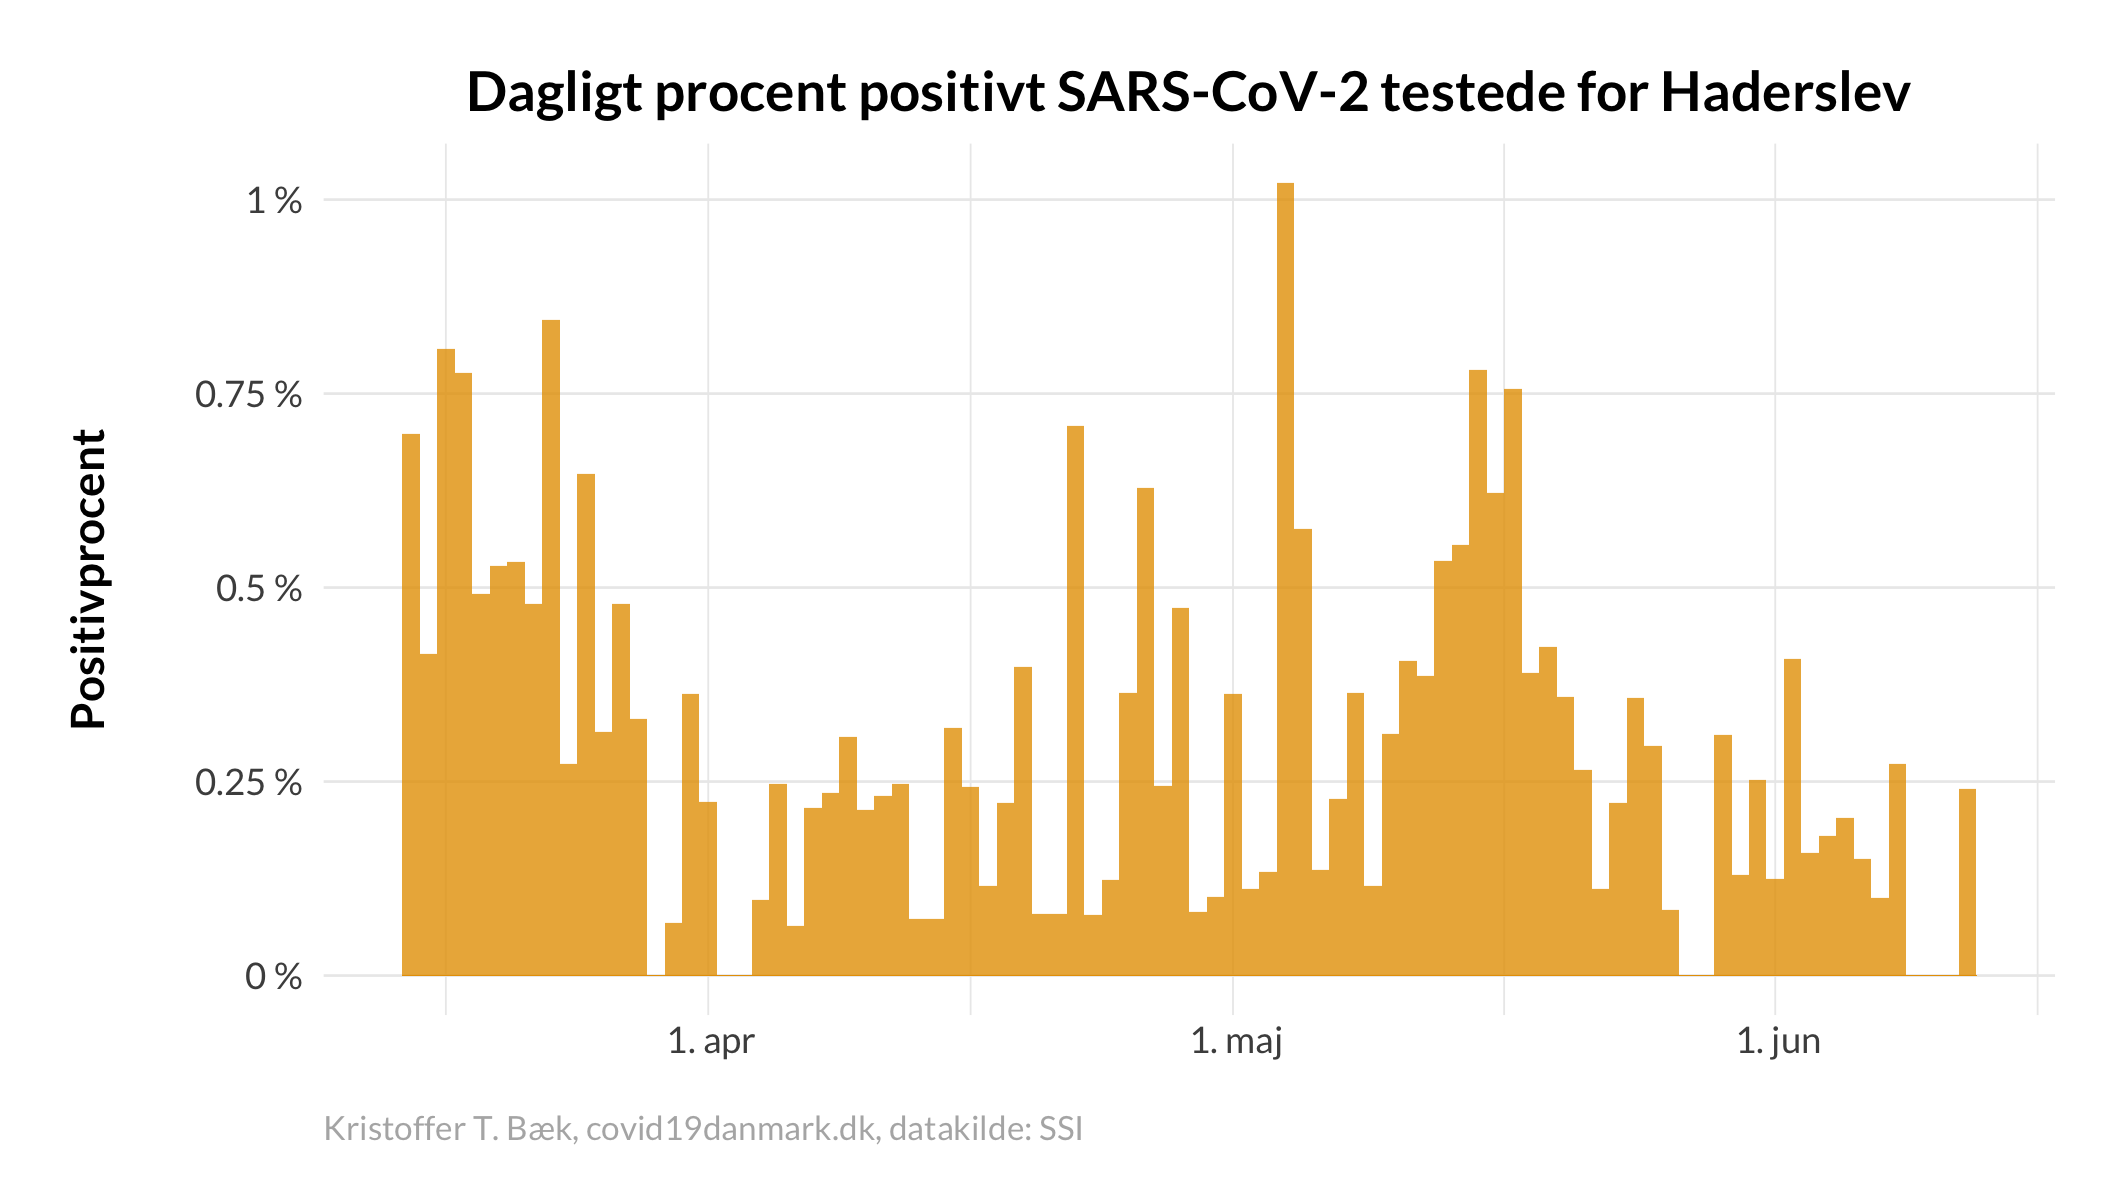 Dagligt procent positivt SARS-CoV-2 testede for Haderslev
Positivprocent
1 %
0.75 %
0.5 %
0.25 %
0 %
1. apr
1. maj
1. jun
Kristoffer T. Bæk, covid19danmark.dk, datakilde: SSI